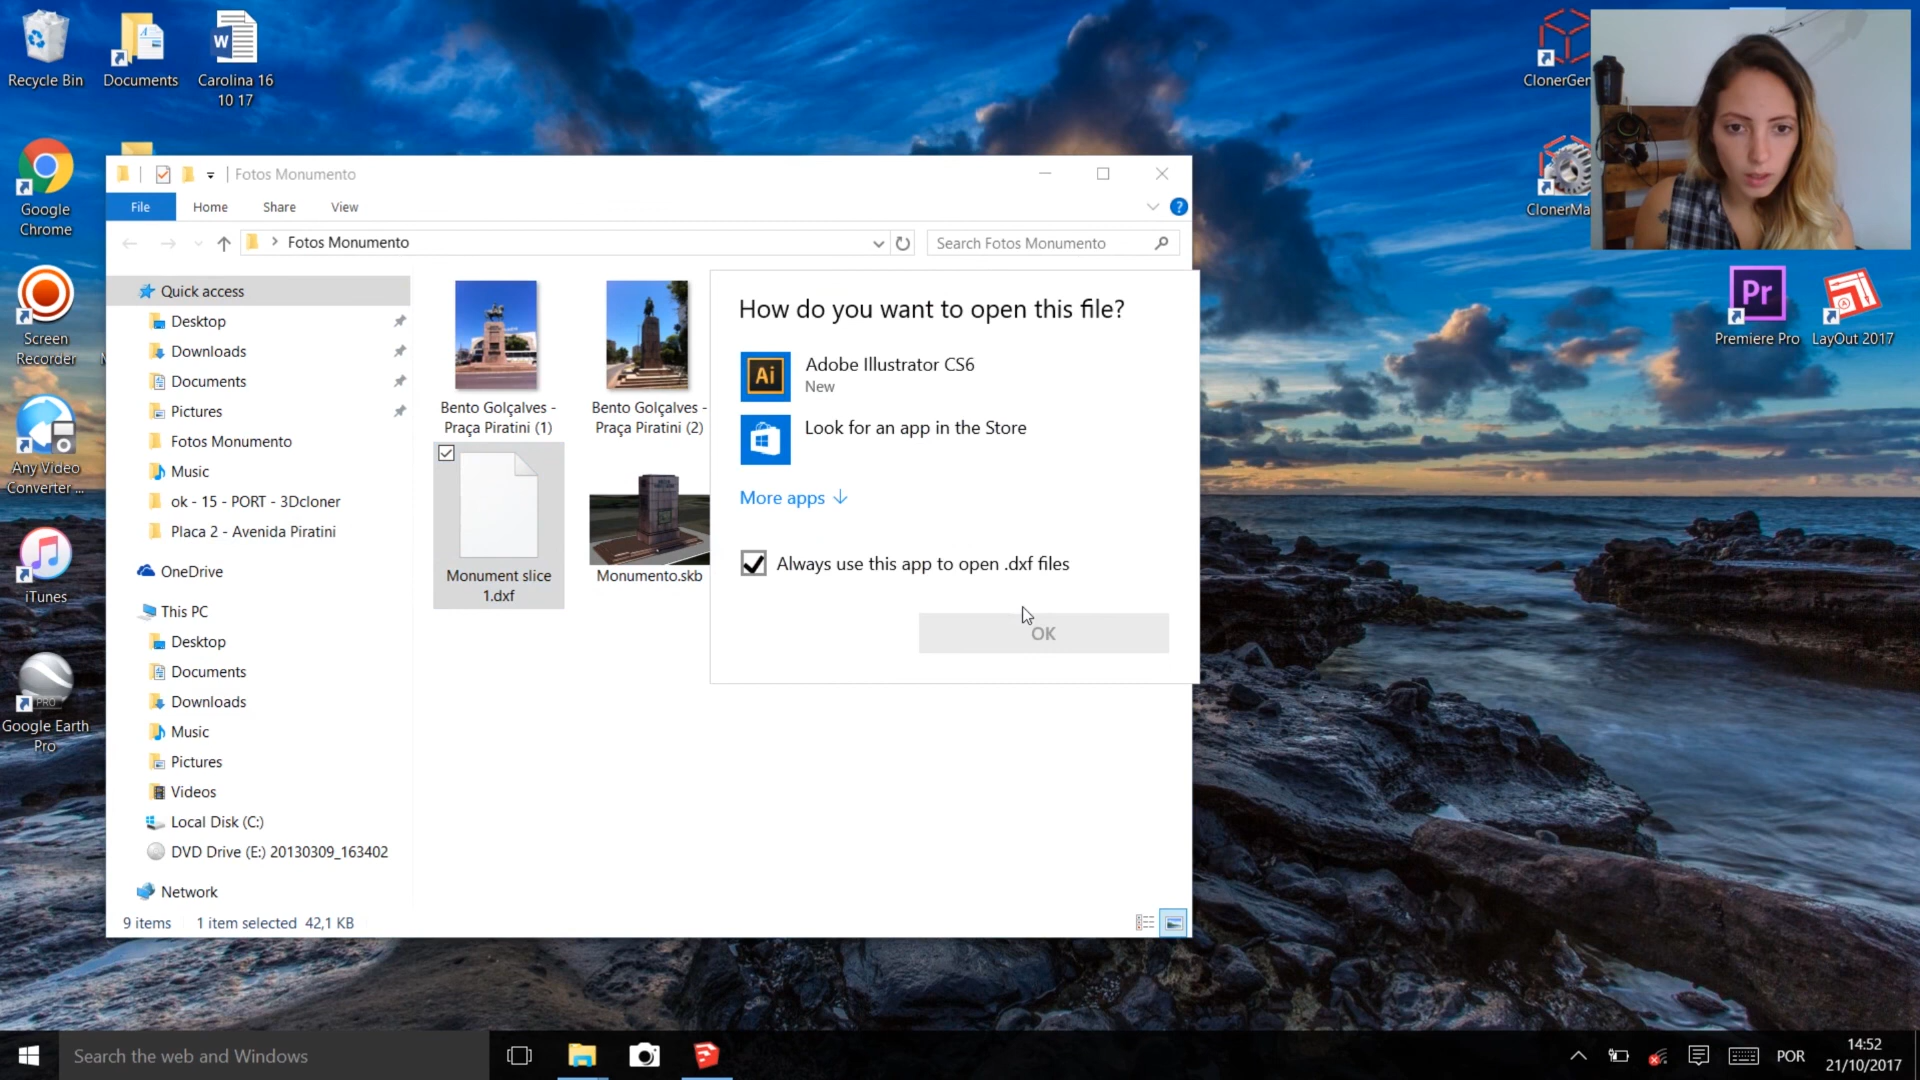 Recycle Bin
Documents
Carolina 16
10 17
W
Google
Chrome
Screen
Recorder
Any Video
Converter ...
iTunes
PRO
Google Earth
Pro
Fotos Monumento
File
Home
Share
View
?
Fotos Monumento
Search Fotos Monumento
Quick access
Desktop
Downloads
Documents
Pictures
Fotos Monumento
Music
ok - 15 - PORT - 3Dcloner
Placa 2 - Avenida Piratini
OneDrive
This PC
Desktop
Documents
Downloads
Music
Pictures
Videos
Local Disk (C:)
DVD Drive (E:) 20130309_163402
Network
9 items
1 item selected 42,1 KB
Bento Golçalves -
Praça Piratini (1)
Bento Golçalves -
Praça Piratini (2)
Monument slice
1.dxf
Monumento.skb
How do you want to open this file?
Ai
Adobe Illustrator CS6
New
Look for an app in the Store
More apps
Always use this app to open .dxf files
OK
ClonerGen
ClonerMa
Pr
Premiere Pro
LayOut 2017
Search the web and Windows
POR
14:52
21/10/2017